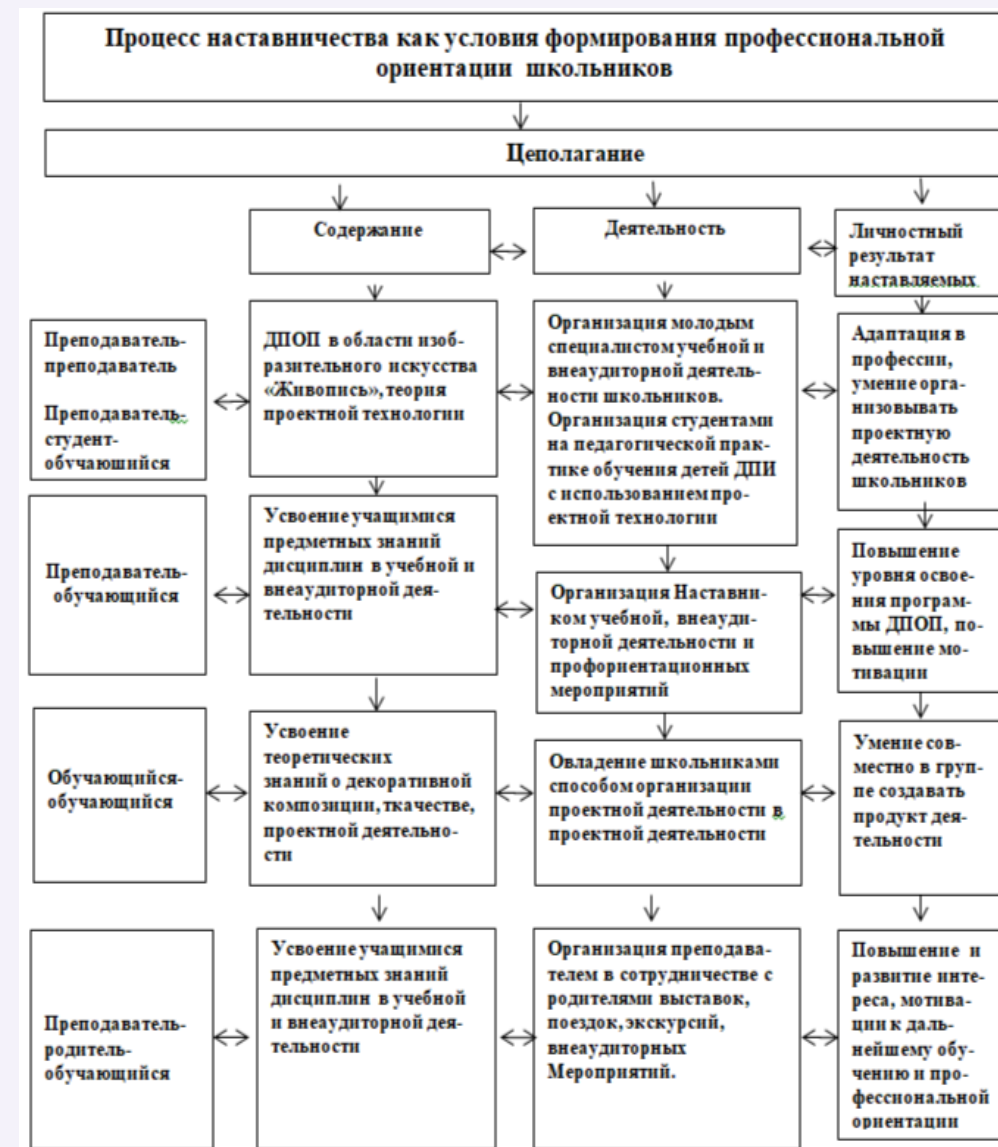 Процесс наставничества как условия формирования профессиональной
ориентации школьников
Цеполагание
Содержание
Деятельность
Личностный
результат
наставляемых
Преподаватель-
преподаватель
Преподаватель-
студент-
обучающийся
ДПОП в области изоб-
разительного искусства
«Живопись», теория
проектной технологии
Организация молодым
специалистом учебной и
внеаудиторной деятель-
ности школьников.
Организация студентами
на педагогической прак-
тике обучения детей ДПИ
с использованием про-
ектной технологии
Адаптация в
профессии,
умение орга-
низовывать
проектную
деятельность
школьников
Преподаватель-
обучающийся
Усвоение учащимися
предметных знаний
дисциплин в учебной и
внеаудиторной дея-
тельности
Организация Наставни-
ком учебной, внеауди-
торной деятельности и
профориентационных
мероприятий
Повышение
уровня освое-
ния програм-
мы ДПОП, по-
вышение мо-
тивации
Обучающийся-
обучающийся
Усвоение
теоретических
знаний о декоративной
композиции, ткачестве,
проектной деятельно-
сти
Овладение школьниками
способом организации
проектной деятельности в
проектной деятельности
Умение сов-
местно в груп-
пе создавать
продукт дея-
тельности
Преподаватель-
родитель-
обучающийся
Усвоение учащимися
предметных знаний
дисциплин в учебной
и внеаудиторной дея-
тельности
Организация преподава-
телем в сотрудничестве с
родителями выставок,
поездок, экскурсий,
внеаудиторных
Мероприятий.
Повышение и
развитие инте-
реса, мотива-
ции к даль-
нейшему обу-
чению и про-
фессиональной
ориентации